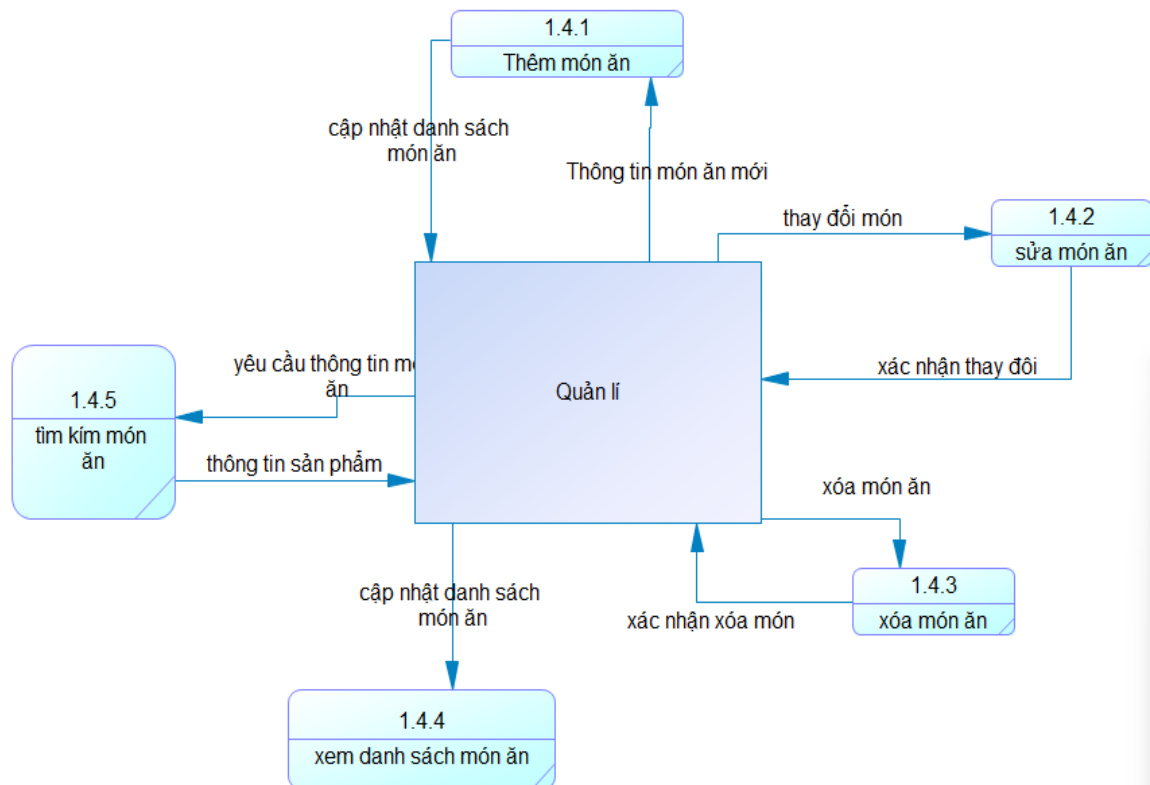 1.4.1
Thêm món ăn
cập nhật danh sách
món ăn
Thông tin món ăn mới
thay đổi món
1.4.2
sửa món ăn
yêu cầu thông tin
ăn
Quản lí
xác nhận thay đôi
1.4.5
tìm kím món
ăn
thông tin sản phẩm
xóa món ăn
1.4.3
xóa món ăn
cập nhật danh sách
món ăn
xác nhận xóa món
1.4.4
xem danh sách món ăn